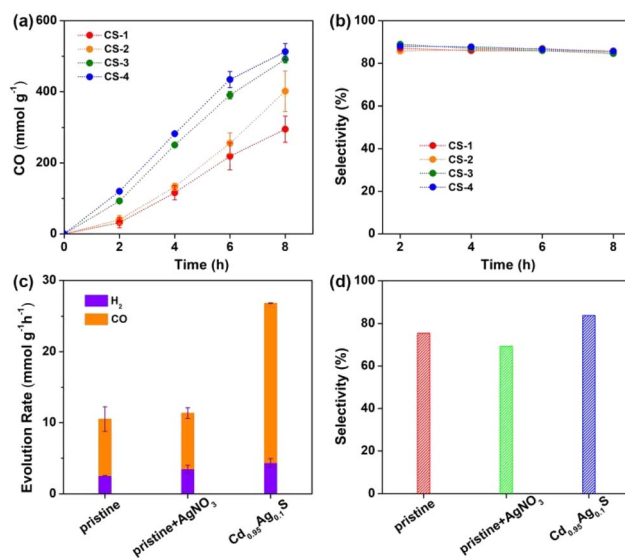 (a)
CS-1
CS-2
CS-3
CS-4
CO (mmol g⁻¹)
600
400
200
0
0 2 4 6 8
Time (h)
(b)
Selectivity (%)
100
80
60
40
20
0
CS-1
CS-2
CS-3
CS-4
2 4 6 8
Time (h)
(c)
H₂
CO
Evolution Rate (mmol g⁻¹h⁻¹)
30
20
10
0
pristine
pristine+AgNO₃
Cd₀.₉₅Ag₀.₁S
(d)
Selectivity (%)
100
80
60
40
20
0
pristine
pristine+AgNO₃
Cd₀.₉₅Ag₀.₁S